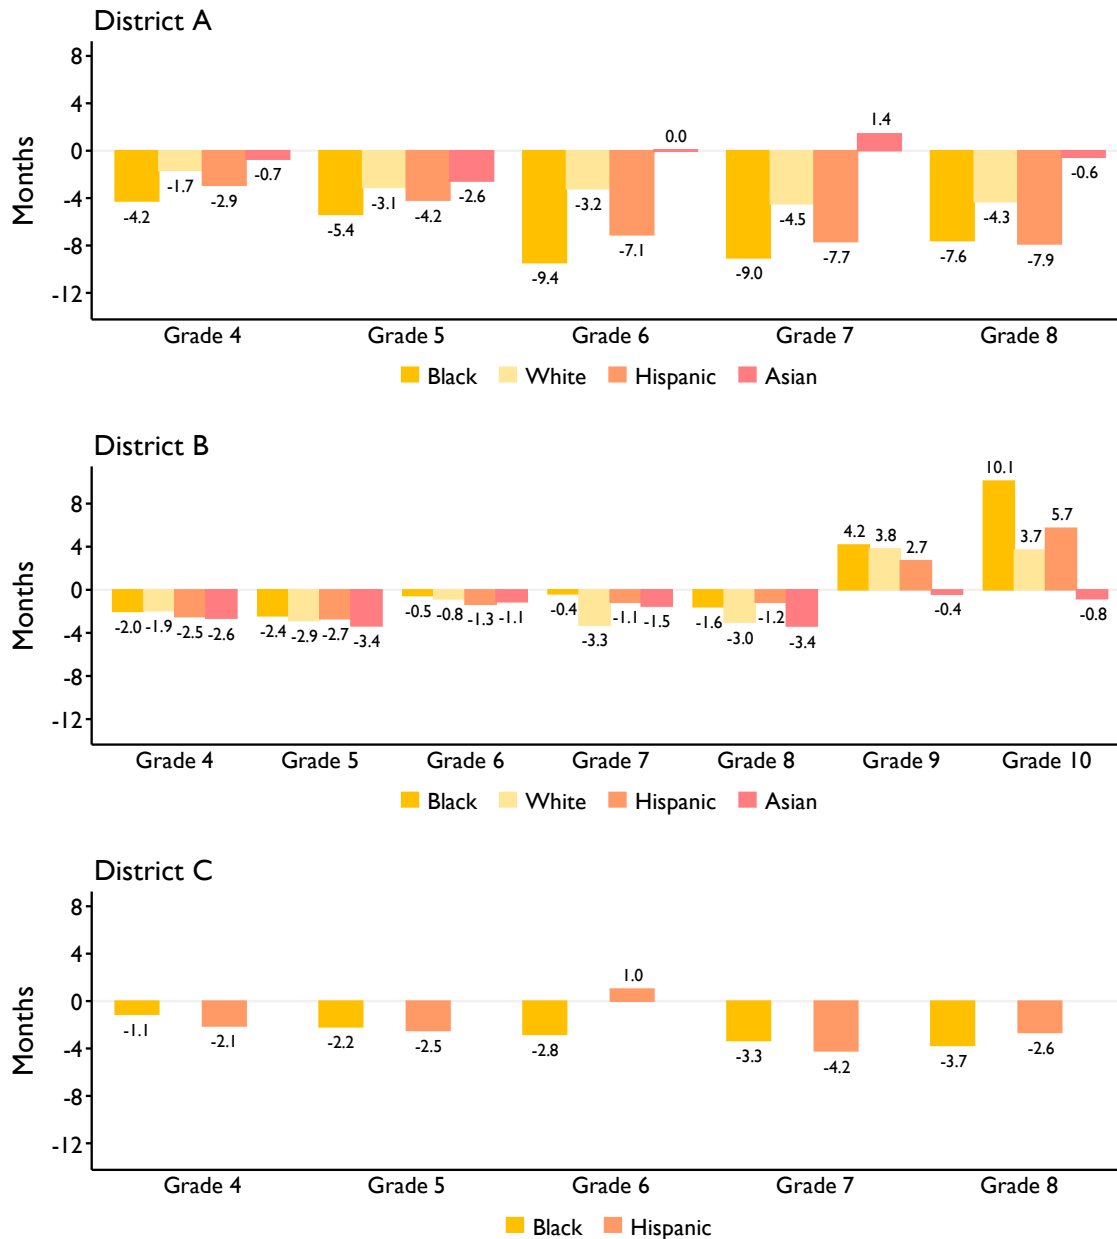 District A
8
4
0
-4
-8
-12
Months
-4.2 -1.7 -2.9 -0.7
-5.4 -3.1 -4.2 -2.6
-9.4 -3.2 -7.1 0.0
-9.0 -4.5 -7.7 1.4
-7.6 -4.3 -7.9 -0.6
Grade 4 Grade 5 Grade 6 Grade 7 Grade 8
Black White Hispanic Asian
District B
8
4
0
-4
-8
-12
Months
-2.0 -1.9 -2.5 -2.6
-2.4 -2.9 -2.7 -3.4
-0.5 -0.8 -1.3 -1.1
-0.4 -3.3 -1.1 -1.5
-1.6 -3.0 -1.2 -3.4
4.2 3.8 2.7 -0.4
10.1 3.7 5.7 -0.8
Grade 4 Grade 5 Grade 6 Grade 7 Grade 8 Grade 9 Grade 10
Black White Hispanic Asian
District C
8
4
0
-4
-8
-12
Months
-1.1 -2.1
-2.2 -2.5
-2.8 1.0
-3.3 -4.2
-3.7 -2.6
Grade 4 Grade 5 Grade 6 Grade 7 Grade 8
Black Hispanic